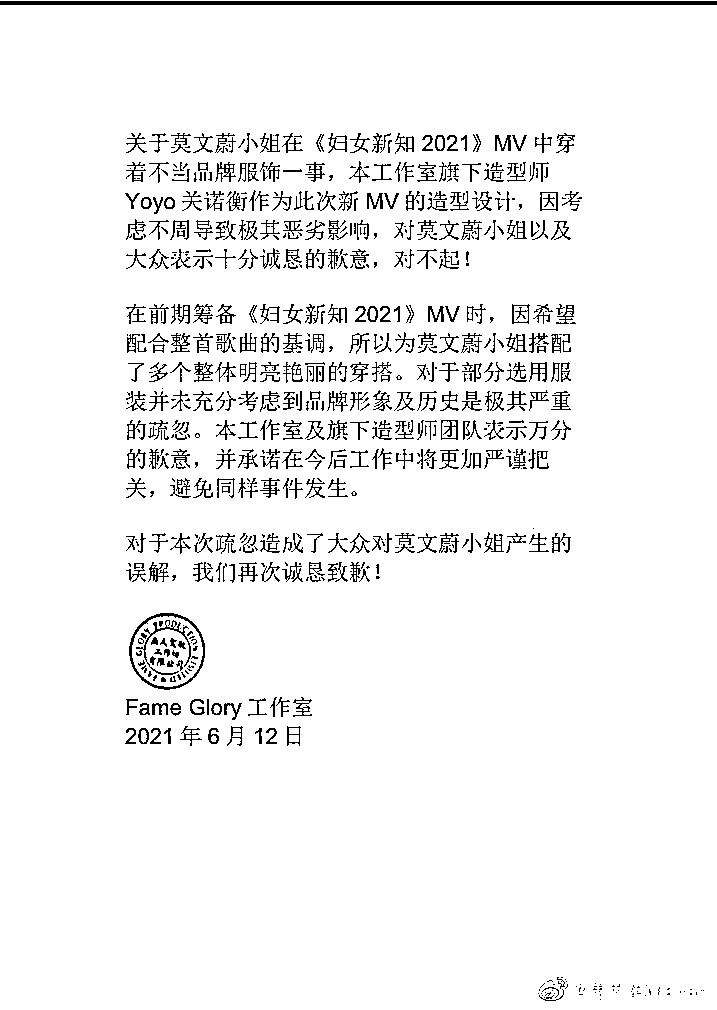 关于莫文蔚小姐在《妇女新知 2021》MV 中穿
着不当品牌服饰一事，本工作室旗下造型师
Yoyo 关诺衡作为此次新 MV 的造型设计，因考
虑不周导致极其恶劣影响，对莫文蔚小姐以及
大众表示十分诚恳的歉意，对不起！
在前期筹备《妇女新知 2021》MV 时，因希望
配合整首歌曲的基调，所以为莫文蔚小姐搭配
了多个整体明亮艳丽的穿搭。对于部分选用服
装并未充分考虑到品牌形象及历史是极其严重
的疏忽。本工作室及旗下造型师团队表示万分
的歉意，并承诺在今后工作中将更加严谨把
关，避免同样事件发生。
对于本次疏忽造成了大众对莫文蔚小姐产生的
误解，我们再次诚恳致歉！
FAME GLORY PRODUCTION LIMITED
工作坊
有限公司
Fame Glory 工作室
2021 年 6 月 12 日